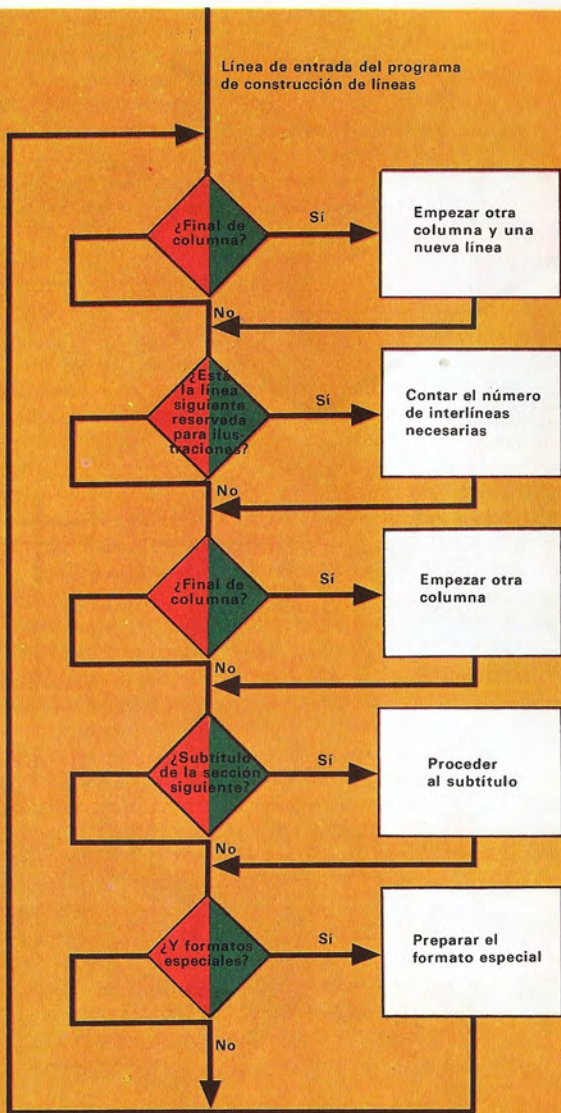 Línea de entrada del programa
de construcción de líneas
¿Final de
columna?
Sí
Empezar otra
columna y una
nueva línea
No
¿Está
la línea
siguiente
reservada
para ilus-
traciones?
Sí
Contar el número
de interlíneas
necesarias
No
¿Final de
columna?
Sí
Empezar otra
columna
No
¿Subtítulo
de la sección
siguiente?
Sí
Proceder
al subtítulo
No
¿Y formatos
especiales?
Sí
Preparar el
formato especial
No